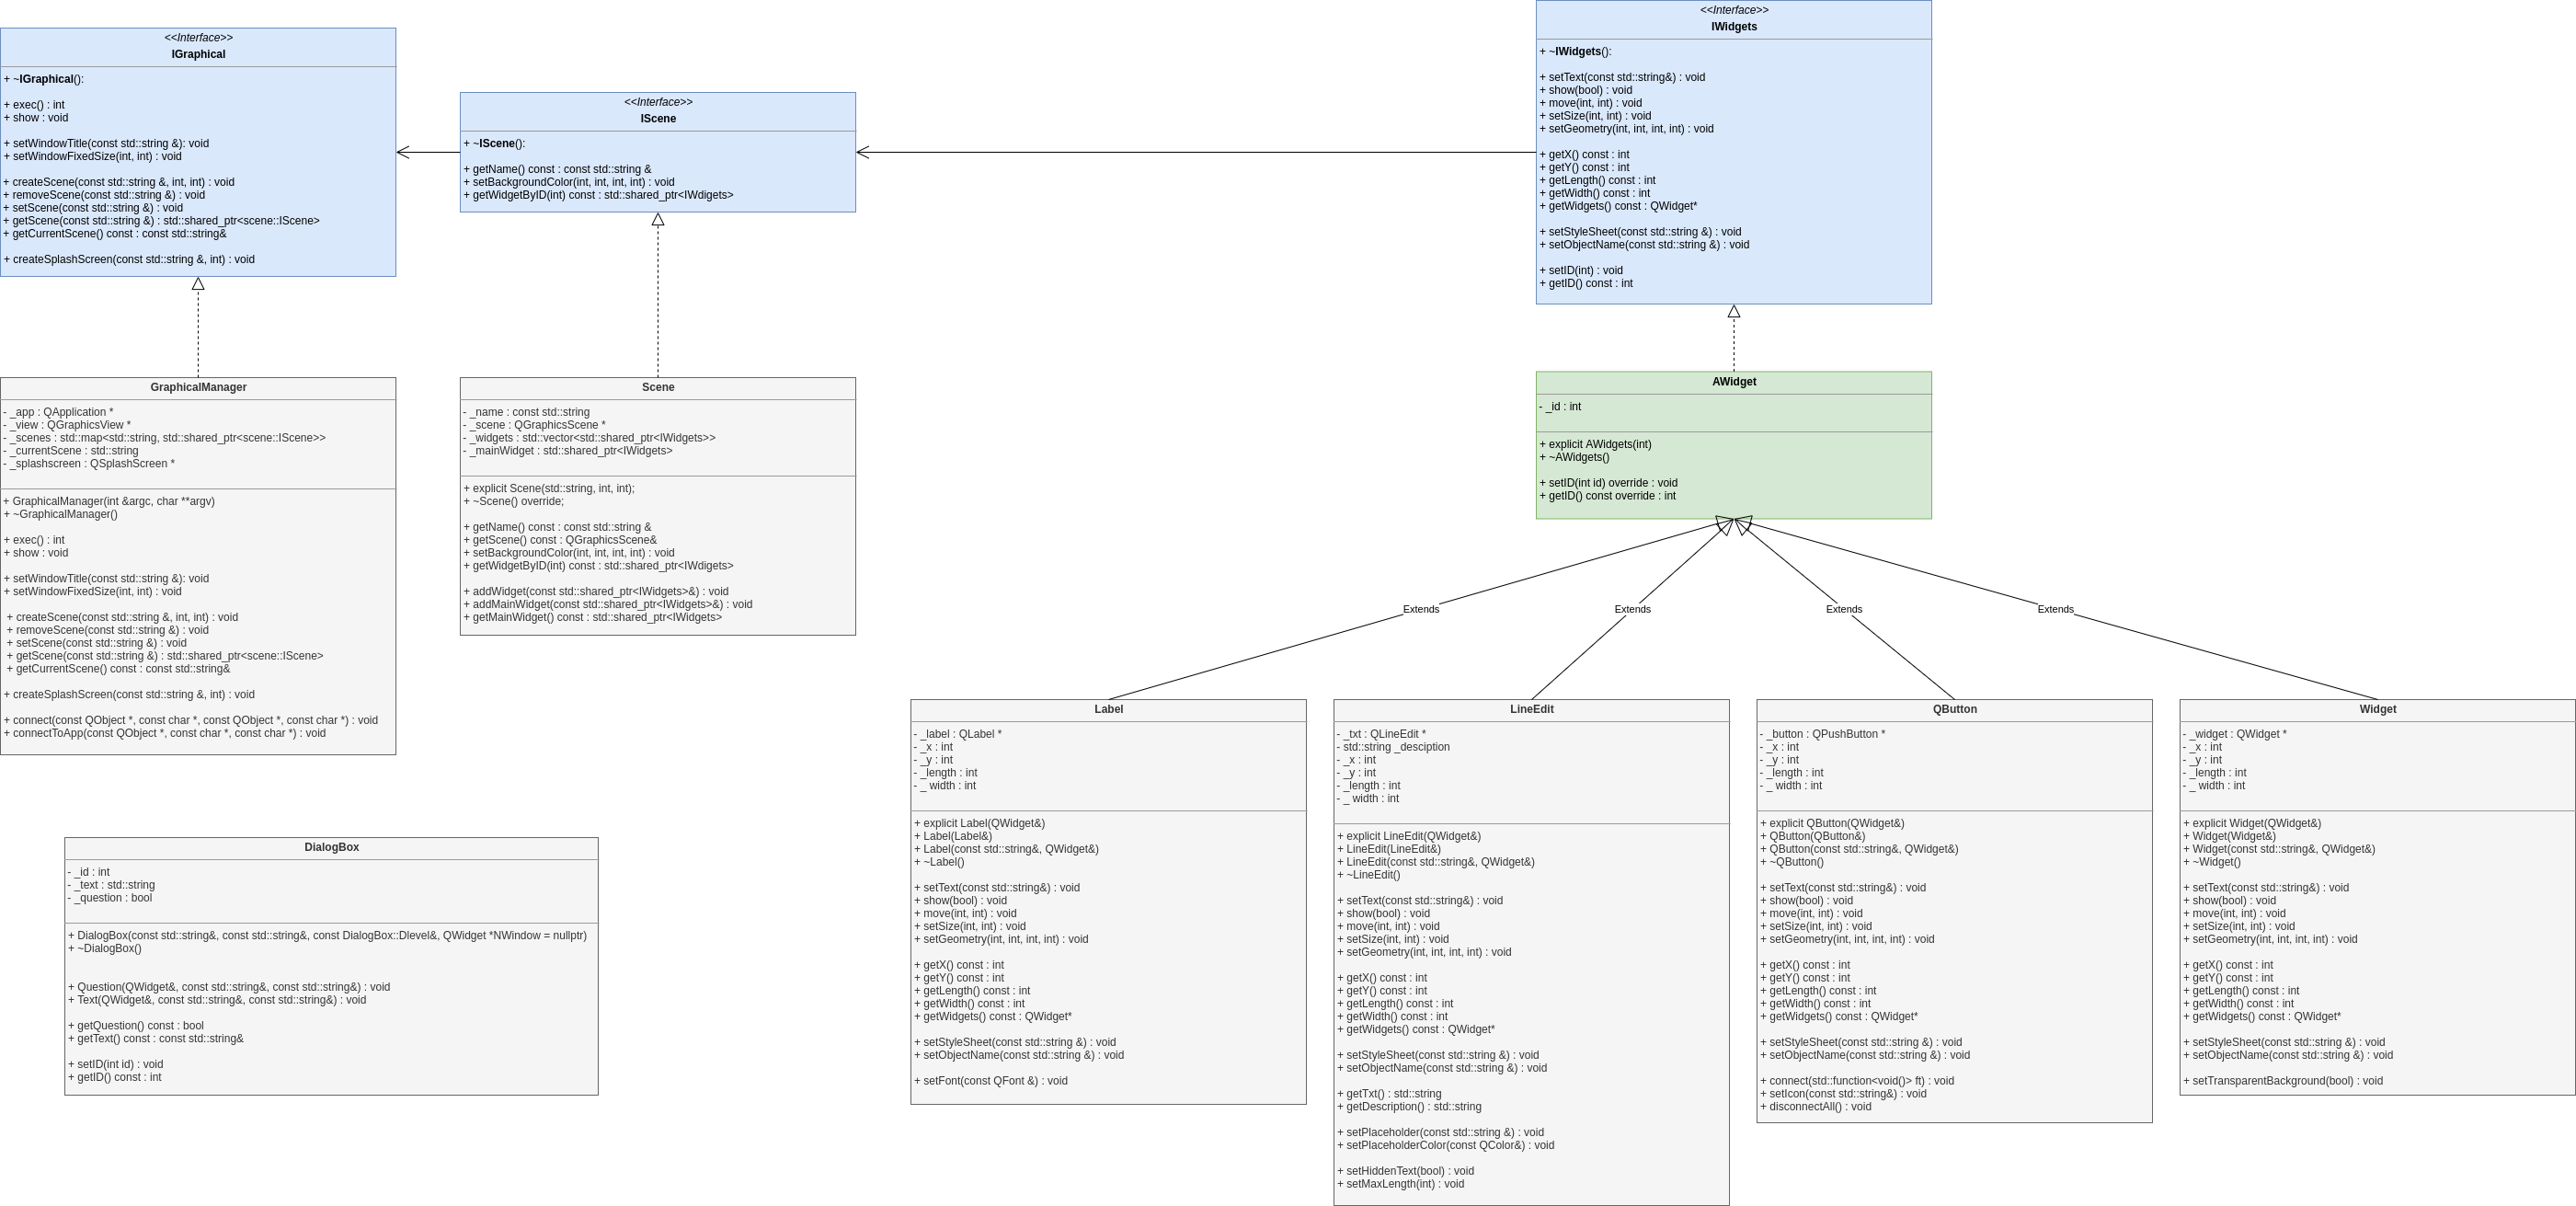 <<Interface>>
IGraphical
+ ~IGraphical():
+ exec() : int
+ show : void
+ setWindowTitle(const std::string &): void
+ setWindowFixedSize(int, int) : void
+ createScene(const std::string &, int, int) : void
+ removeScene(const std::string &) : void
+ setScene(const std::string &) : void
+ getScene(const std::string &) : std::shared_ptr<scene::IScene>
+ getCurrentScene() const : const std::string&
+ createSplashScreen(const std::string &, int) : void
<<Interface>>
IScene
+ ~IScene():
+ getName() const : const std::string &
+ setBackgroundColor(int, int, int, int) : void
+ getWidgetByID(int) const : std::shared_ptr<IWdigets>
<<Interface>>
IWidgets
+ ~IWidgets():
+ setText(const std::string&) : void
+ show(bool) : void
+ move(int, int) : void
+ setSize(int, int) : void
+ setGeometry(int, int, int, int) : void
+ getX() const : int
+ getY() const : int
+ getLength() const : int
+ getWidth() const : int
+ getWidgets() const : QWidget*
+ setStyleSheet(const std::string &) : void
+ setObjectName(const std::string &) : void
+ setID(int) : void
+ getID() const : int
GraphicalManager
- _app : QApplication *
- _view : QGraphicsView *
- _scenes : std::map<std::string, std::shared_ptr<scene::IScene>>
- _currentScene : std::string
- _splashscreen : QSplashScreen *
+ GraphicalManager(int &argc, char **argv)
+ ~GraphicalManager()
+ exec() : int
+ show : void
+ setWindowTitle(const std::string &): void
+ setWindowFixedSize(int, int) : void
+ createScene(const std::string &, int, int) : void
+ removeScene(const std::string &) : void
+ setScene(const std::string &) : void
+ getScene(const std::string &) : std::shared_ptr<scene::IScene>
+ getCurrentScene() const : const std::string&
+ createSplashScreen(const std::string &, int) : void
+ connect(const QObject *, const char *, const QObject *, const char *) : void
+ connectToApp(const QObject *, const char *, const char *) : void
Scene
- _name : const std::string
- _scene : QGraphicsScene *
- _widgets : std::vector<std::shared_ptr<IWidgets>>
- _mainWidget : std::shared_ptr<IWidgets>
+ explicit Scene(std::string, int, int);
+ ~Scene() override;
+ getName() const : const std::string &
+ getScene() const : QGraphicsScene&
+ setBackgroundColor(int, int, int, int) : void
+ getWidgetByID(int) const : std::shared_ptr<IWdigets>
+ addWidget(const std::shared_ptr<IWidgets>&) : void
+ addMainWidget(const std::shared_ptr<IWidgets>&) : void
+ getMainWidget() const : std::shared_ptr<IWidgets>
AWidget
- _id : int
+ explicit AWidgets(int)
+ ~AWidgets()
+ setID(int id) override : void
+ getID() const override : int
Extends
Extends
Extends
Extends
DialogBox
- _id : int
- _text : std::string
- _question : bool
+ DialogBox(const std::string&, const std::string&, const DialogBox::Dlevel&, QWidget *NWindow = nullptr)
+ ~DialogBox()
+ Question(QWidget&, const std::string&, const std::string&) : void
+ Text(QWidget&, const std::string&, const std::string&) : void
+ getQuestion() const : bool
+ getText() const : const std::string&
+ setID(int id) : void
+ getID() const : int
Label
- _label : QLabel *
- _x : int
- _y : int
- _length : int
- _ width : int
+ explicit Label(QWidget&)
+ Label(Label&)
+ Label(const std::string&, QWidget&)
+ ~Label()
+ setText(const std::string&) : void
+ show(bool) : void
+ move(int, int) : void
+ setSize(int, int) : void
+ setGeometry(int, int, int, int) : void
+ getX() const : int
+ getY() const : int
+ getLength() const : int
+ getWidth() const : int
+ getWidgets() const : QWidget*
+ setStyleSheet(const std::string &) : void
+ setObjectName(const std::string &) : void
+ setFont(const QFont &) : void
LineEdit
- _txt : QLineEdit *
- std::string _desciption
- _x : int
- _y : int
- _length : int
- _ width : int
+ explicit LineEdit(QWidget&)
+ LineEdit(LineEdit&)
+ LineEdit(const std::string&, QWidget&)
+ ~LineEdit()
+ setText(const std::string&) : void
+ show(bool) : void
+ move(int, int) : void
+ setSize(int, int) : void
+ setGeometry(int, int, int, int) : void
+ getX() const : int
+ getY() const : int
+ getLength() const : int
+ getWidth() const : int
+ getWidgets() const : QWidget*
+ setStyleSheet(const std::string &) : void
+ setObjectName(const std::string &) : void
+ getTxt() : std::string
+ getDescription() : std::string
+ setPlaceholder(const std::string &) : void
+ setPlaceholderColor(const QColor&) : void
+ setHiddenText(bool) : void
+ setMaxLength(int) : void
QButton
- _button : QPushButton *
- _x : int
- _y : int
- _length : int
- _ width : int
+ explicit QButton(QWidget&)
+ QButton(QButton&)
+ QButton(const std::string&, QWidget&)
+ ~QButton()
+ setText(const std::string&) : void
+ show(bool) : void
+ move(int, int) : void
+ setSize(int, int) : void
+ setGeometry(int, int, int, int) : void
+ getX() const : int
+ getY() const : int
+ getLength() const : int
+ getWidth() const : int
+ getWidgets() const : QWidget*
+ setStyleSheet(const std::string &) : void
+ setObjectName(const std::string &) : void
+ connect(std::function<void()> ft) : void
+ setIcon(const std::string&) : void
+ disconnectAll() : void
Widget
- _widget : QWidget *
- _x : int
- _y : int
- _length : int
- _ width : int
+ explicit Widget(QWidget&)
+ Widget(Widget&)
+ Widget(const std::string&, QWidget&)
+ ~Widget()
+ setText(const std::string&) : void
+ show(bool) : void
+ move(int, int) : void
+ setSize(int, int) : void
+ setGeometry(int, int, int, int) : void
+ getX() const : int
+ getY() const : int
+ getLength() const : int
+ getWidth() const : int
+ getWidgets() const : QWidget*
+ setStyleSheet(const std::string &) : void
+ setObjectName(const std::string &) : void
+ setTransparentBackground(bool) : void